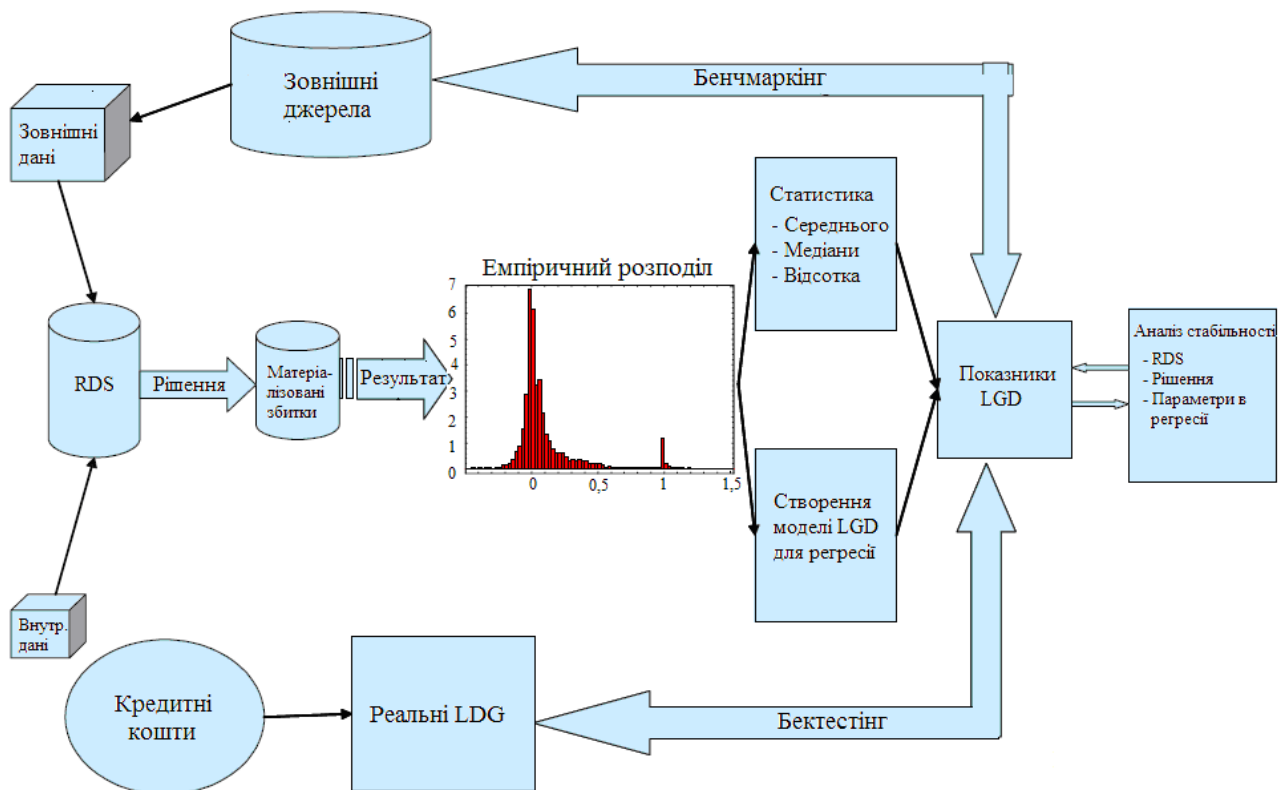 Зовнішні
джерела
Бенчмаркінг
Зовнішні
дані
Статистика
- Середнього
- Медіани
- Відсотка
Емпіричний розподіл
7
6
5
4
3
2
1
0
0
0,5
1
1,5
RDS
Рішення
Матеріа-
лізовані
збитки
Результат
Показники
LGD
Аналіз стабільності
- RDS
- Рішення
- Параметри в
регресії
Створення
моделі LGD
для регресії
Внутр.
дані
Кредитні
кошти
Реальні LDG
Бектестінг